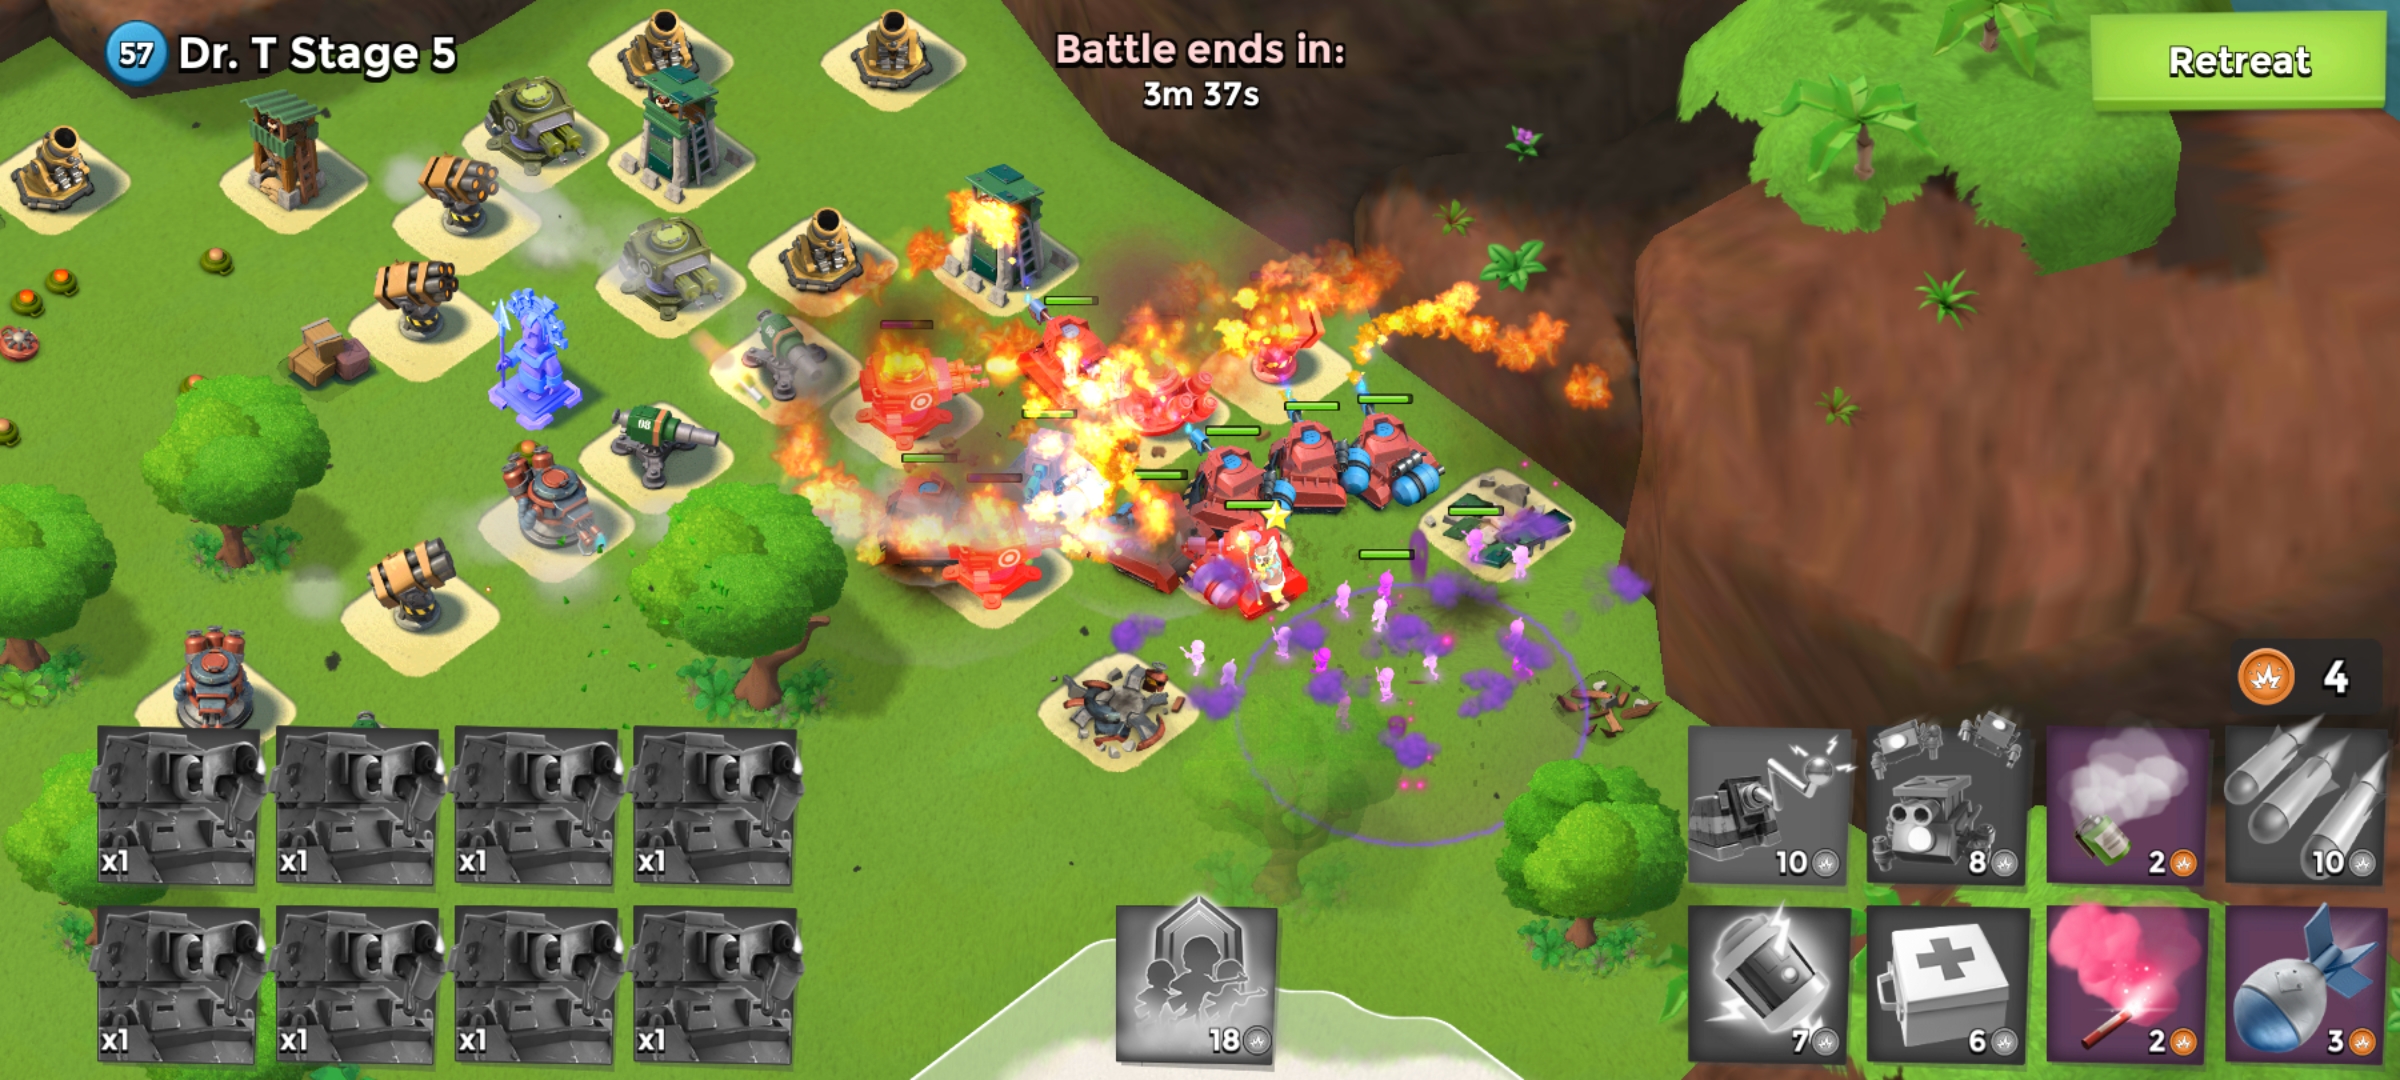 57 Dr. T Stage 5
Battle ends in:
3m 37s
Retreat
08
4
x1 x1 x1 x1
10 8 2 10
x1 x1 x1 x1
18
7 6 2 3